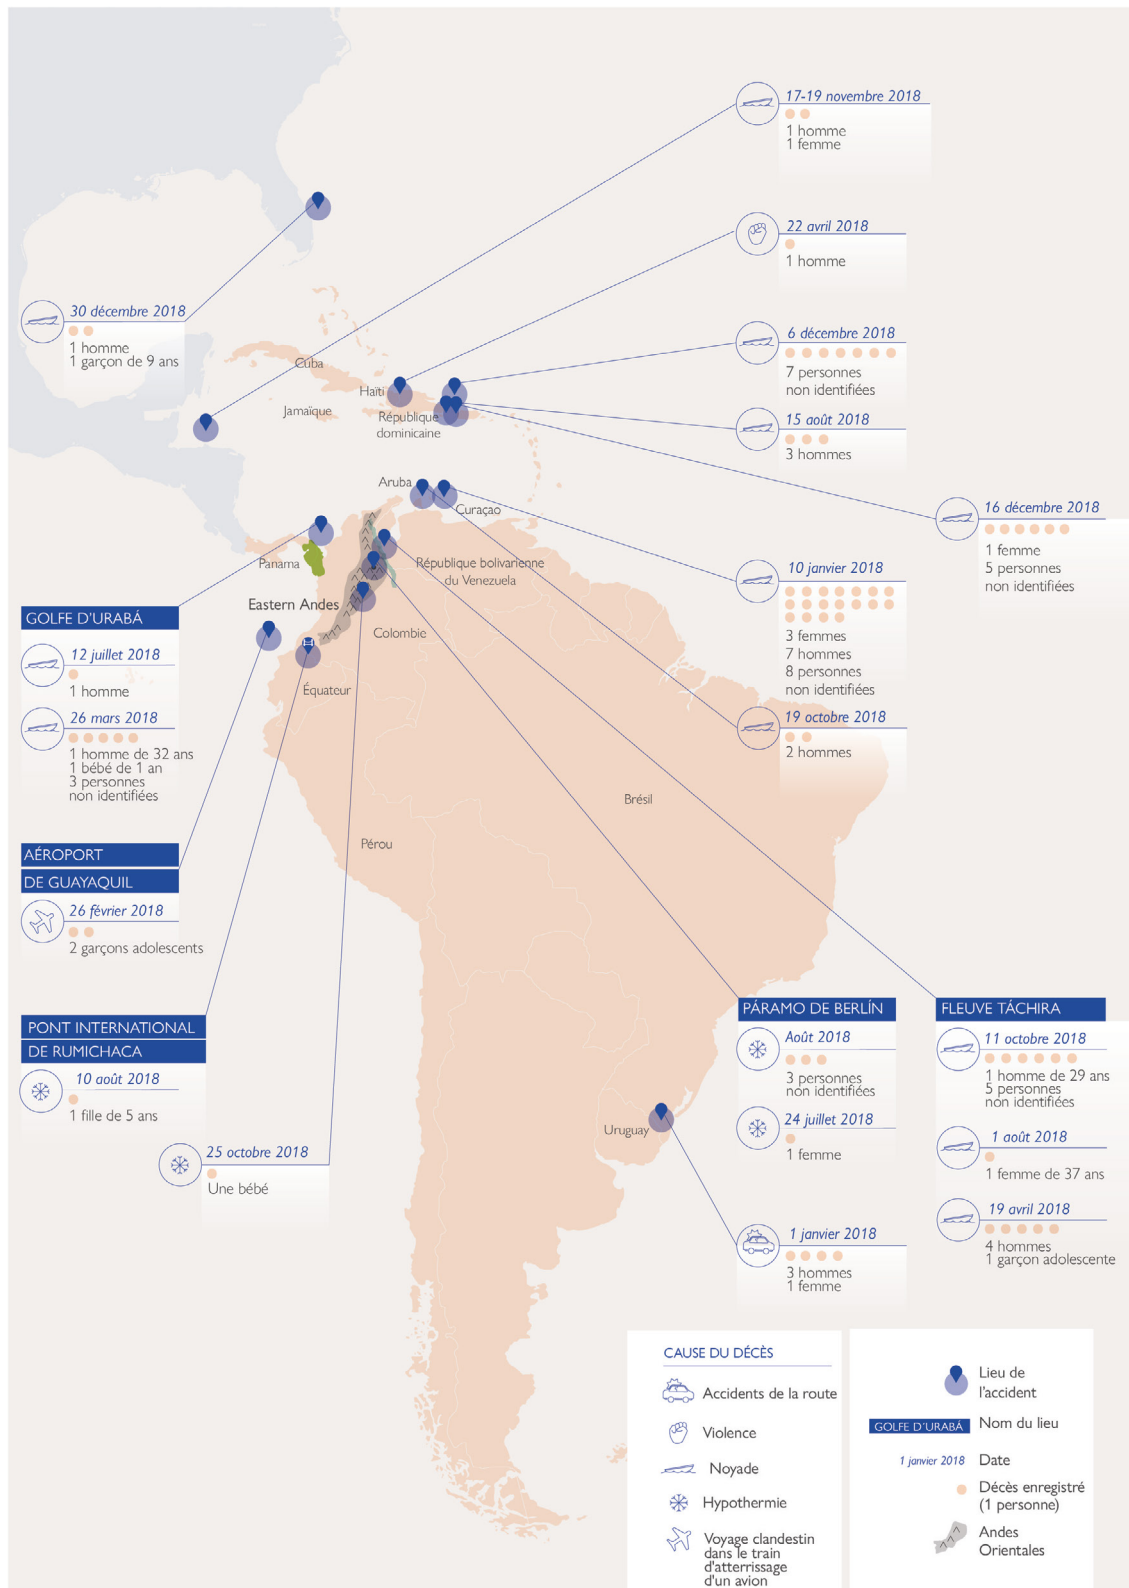 17-19 novembre 2018
1 homme
1 femme
22 avril 2018
1 homme
30 décembre 2018
1 homme
1 garçon de 9 ans
6 décembre 2018
7 personnes
non identifiées
15 août 2018
3 hommes
16 décembre 2018
1 femme
5 personnes
non identifiées
Cuba
Haïti
Jamaïque
République
dominicaine
Aruba
Curaçao
Panama
République bolivarienne
du Venezuela
Eastern Andes
Colombie
Équateur
Brésil
Pérou
Uruguay
10 janvier 2018
3 femmes
7 hommes
8 personnes
non identifiées
19 octobre 2018
2 hommes
GOLFE D'URABÁ
12 juillet 2018
1 homme
26 mars 2018
1 homme de 32 ans
1 bébé de 1 an
3 personnes
non identifiées
AÉROPORT
DE GUAYAQUIL
26 février 2018
2 garçons adolescents
PONT INTERNATIONAL
DE RUMICHACA
10 août 2018
1 fille de 5 ans
25 octobre 2018
Une bébé
PÁRAMO DE BERLÍN
Août 2018
3 personnes
non identifiées
24 juillet 2018
1 femme
1 janvier 2018
3 hommes
1 femme
FLEUVE TÁCHIRA
11 octobre 2018
1 homme de 29 ans
5 personnes
non identifiées
1 août 2018
1 femme de 37 ans
19 avril 2018
4 hommes
1 garçon adolescente
CAUSE DU DÉCÈS
Accidents de la route
Violence
Noyade
Hypothermie
Voyage clandestin
dans le train
d'atterrissage
d'un avion
Lieu de
l'accident
GOLFE D'URABÁ
Nom du lieu
1 janvier 2018
Date
Décès enregistré
(1 personne)
Andes
Orientales